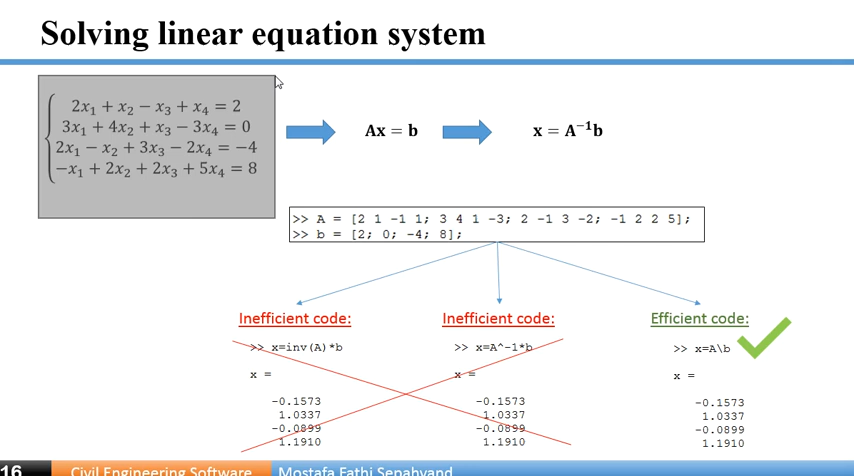 Solving linear equation system
2x₁ + x₂ − x₃ + x₄ = 2
3x₁ + 4x₂ + x₃ − 3x₄ = 0
2x₁ − x₂ + 3x₃ − 2x₄ = −4
−x₁ + 2x₂ + 2x₃ + 5x₄ = 8
Ax = b
x = A⁻¹b
>> A = [2 1 -1 1; 3 4 1 -3; 2 -1 3 -2; -1 2 2 5];
>> b = [2; 0; -4; 8];
Inefficient code:
>> x=inv(A)*b
x =
-0.1573
1.0337
-0.0899
1.1910
Inefficient code:
>> x=A^-1*b
x =
-0.1573
1.0337
-0.0899
1.1910
Efficient code:
>> x=A\b
x =
-0.1573
1.0337
-0.0899
1.1910
16
Civil Engineering Software
Mostafa Fathi Sepahvand